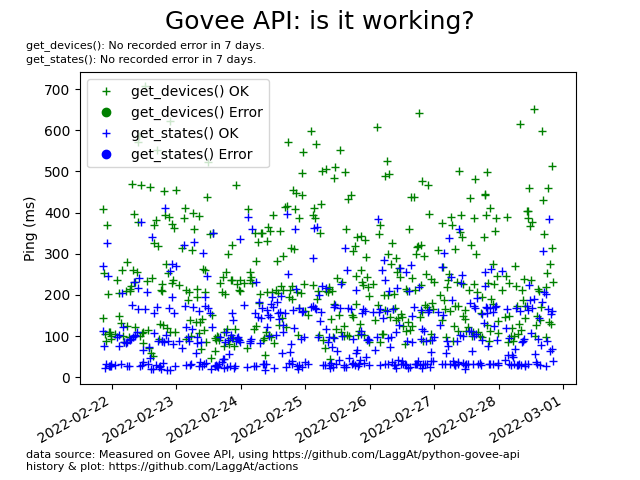 Govee API: is it working?
get_devices(): No recorded error in 7 days.
get_states(): No recorded error in 7 days.
get_devices() OK
get_devices() Error
get_states() OK
get_states() Error
Ping (ms)
700
600
500
400
300
200
100
0
2022-02-22
2022-02-23
2022-02-24
2022-02-25
2022-02-26
2022-02-27
2022-02-28
2022-03-01
data source: Measured on Govee API, using https://github.com/LaggAt/python-govee-api
history & plot: https://github.com/LaggAt/actions